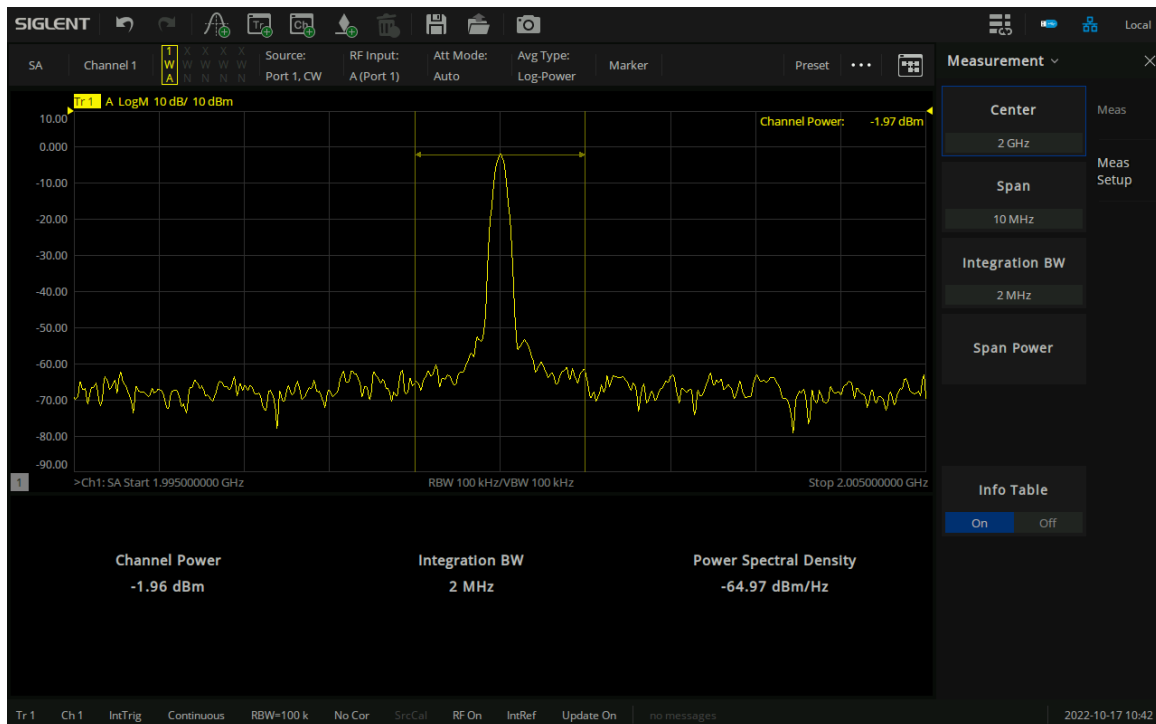 SIGLENT Tr Ch Local
SA Channel 1 1 X X X X Source: RF Input: Att Mode: Avg Type: Marker Preset ••• Measurement
W W W W W Port 1, CW A (Port 1) Auto Log-Power
A N N N N
Tr 1 A LogM 10 dB/ 10 dBm
Channel Power: -1.97 dBm
10.00
0.000
-10.00
-20.00
-30.00
-40.00
-50.00
-60.00
-70.00
-80.00
-90.00
1 >Ch1: SA Start 1.995000000 GHz RBW 100 kHz/VBW 100 kHz Stop 2.005000000 GHz
Channel Power Integration BW Power Spectral Density
-1.96 dBm 2 MHz -64.97 dBm/Hz
Center
2 GHz
Span
10 MHz
Integration BW
2 MHz
Span Power
Info Table
On Off
Meas
Meas
Setup
Tr 1 Ch 1 IntTrig Continuous RBW=100 k No Cor SrcCal RF On IntRef Update On no messages 2022-10-17 10:42